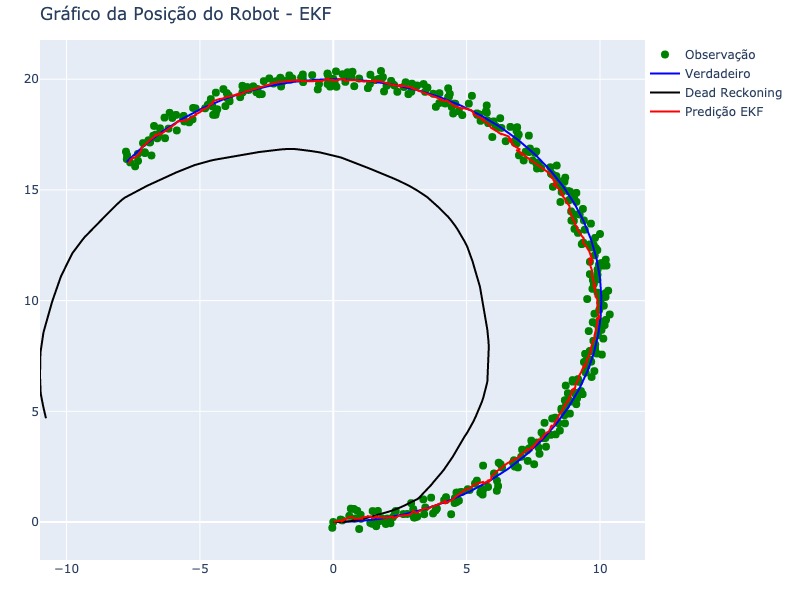 Gráfico da Posição do Robot - EKF
Observação
Verdadeiro
Dead Reckoning
Predição EKF
20
15
10
5
0
−10
−5
0
5
10